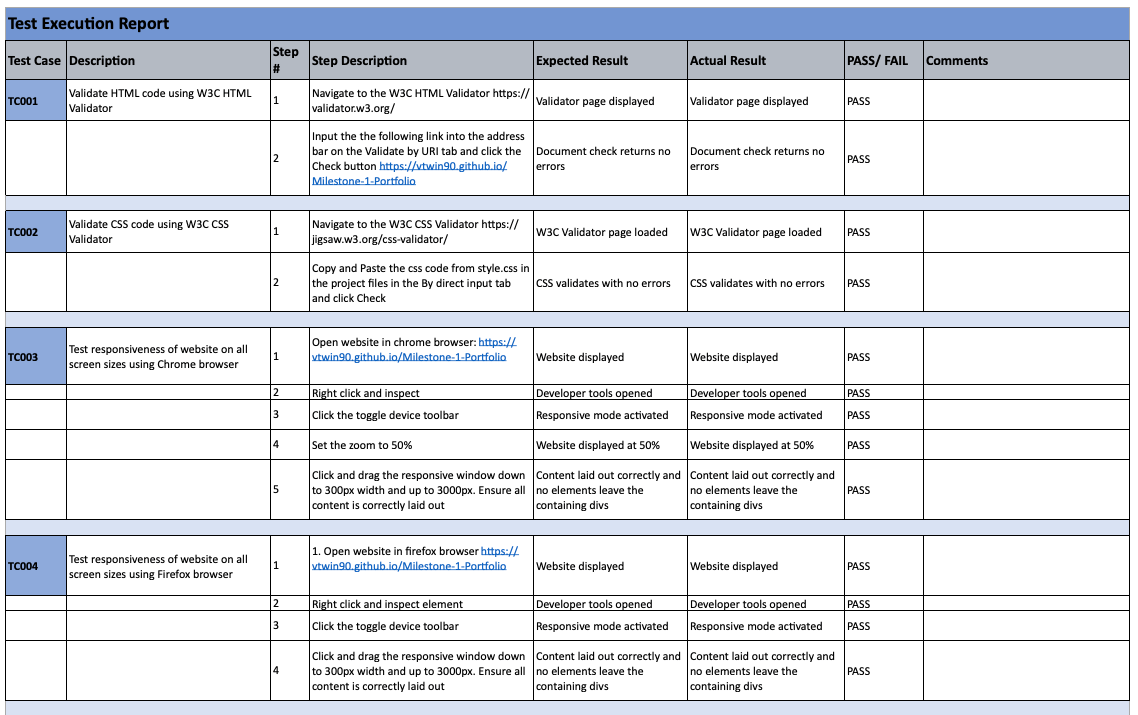 Test Execution Report
Test Case Description Step # Step Description Expected Result Actual Result PASS/ FAIL Comments
TC001 Validate HTML code using W3C HTML Validator 1 Navigate to the W3C HTML Validator https://validator.w3.org/ Validator page displayed Validator page displayed PASS
2 Input the the following link into the address bar on the Validate by URI tab and click the Check button https://vtwin90.github.io/Milestone-1-Portfolio Document check returns no errors Document check returns no errors PASS
TC002 Validate CSS code using W3C CSS Validator 1 Navigate to the W3C CSS Validator https://jigsaw.w3.org/css-validator/ W3C Validator page loaded W3C Validator page loaded PASS
2 Copy and Paste the css code from style.css in the project files in the By direct input tab and click Check CSS validates with no errors CSS validates with no errors PASS
TC003 Test responsiveness of website on all screen sizes using Chrome browser 1 Open website in chrome browser: https://vtwin90.github.io/Milestone-1-Portfolio Website displayed Website displayed PASS
2 Right click and inspect Developer tools opened Developer tools opened PASS
3 Click the toggle device toolbar Responsive mode activated Responsive mode activated PASS
4 Set the zoom to 50% Website displayed at 50% Website displayed at 50% PASS
5 Click and drag the responsive window down to 300px width and up to 3000px. Ensure all content is correctly laid out Content laid out correctly and no elements leave the containing divs Content laid out correctly and no elements leave the containing divs PASS
TC004 Test responsiveness of website on all screen sizes using Firefox browser 1 1. Open website in firefox browser https://vtwin90.github.io/Milestone-1-Portfolio Website displayed Website displayed PASS
2 Right click and inspect element Developer tools opened Developer tools opened PASS
3 Click the toggle device toolbar Responsive mode activated Responsive mode activated PASS
4 Click and drag the responsive window down to 300px width and up to 3000px. Ensure all content is correctly laid out Content laid out correctly and no elements leave the containing divs Content laid out correctly and no elements leave the containing divs PASS